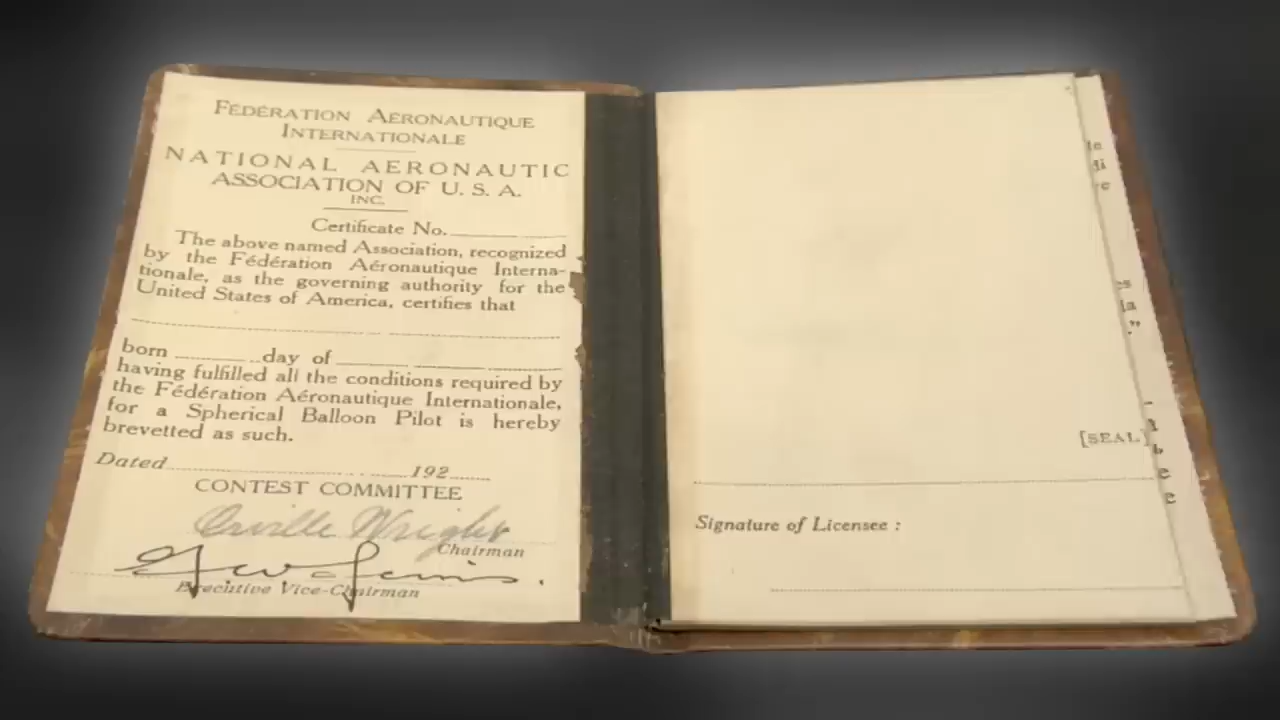 FÉDÉRATION AÉRONAUTIQUE
INTERNATIONALE
NATIONAL AERONAUTIC
ASSOCIATION OF U. S. A.
INC.
Certificate No.
The above named Association, recognized
by the Fédération Aéronautique Interna-
tionale, as the governing authority for the
United States of America, certifies that
born day of
having fulfilled all the conditions required by
the Fédération Aéronautique Internationale,
for a Spherical Balloon Pilot is hereby
brevetted as such.
Dated 192
CONTEST COMMITTEE
Orville Wright
Chairman
Executive Vice-Chairman
[SEAL]
Signature of Licensee :